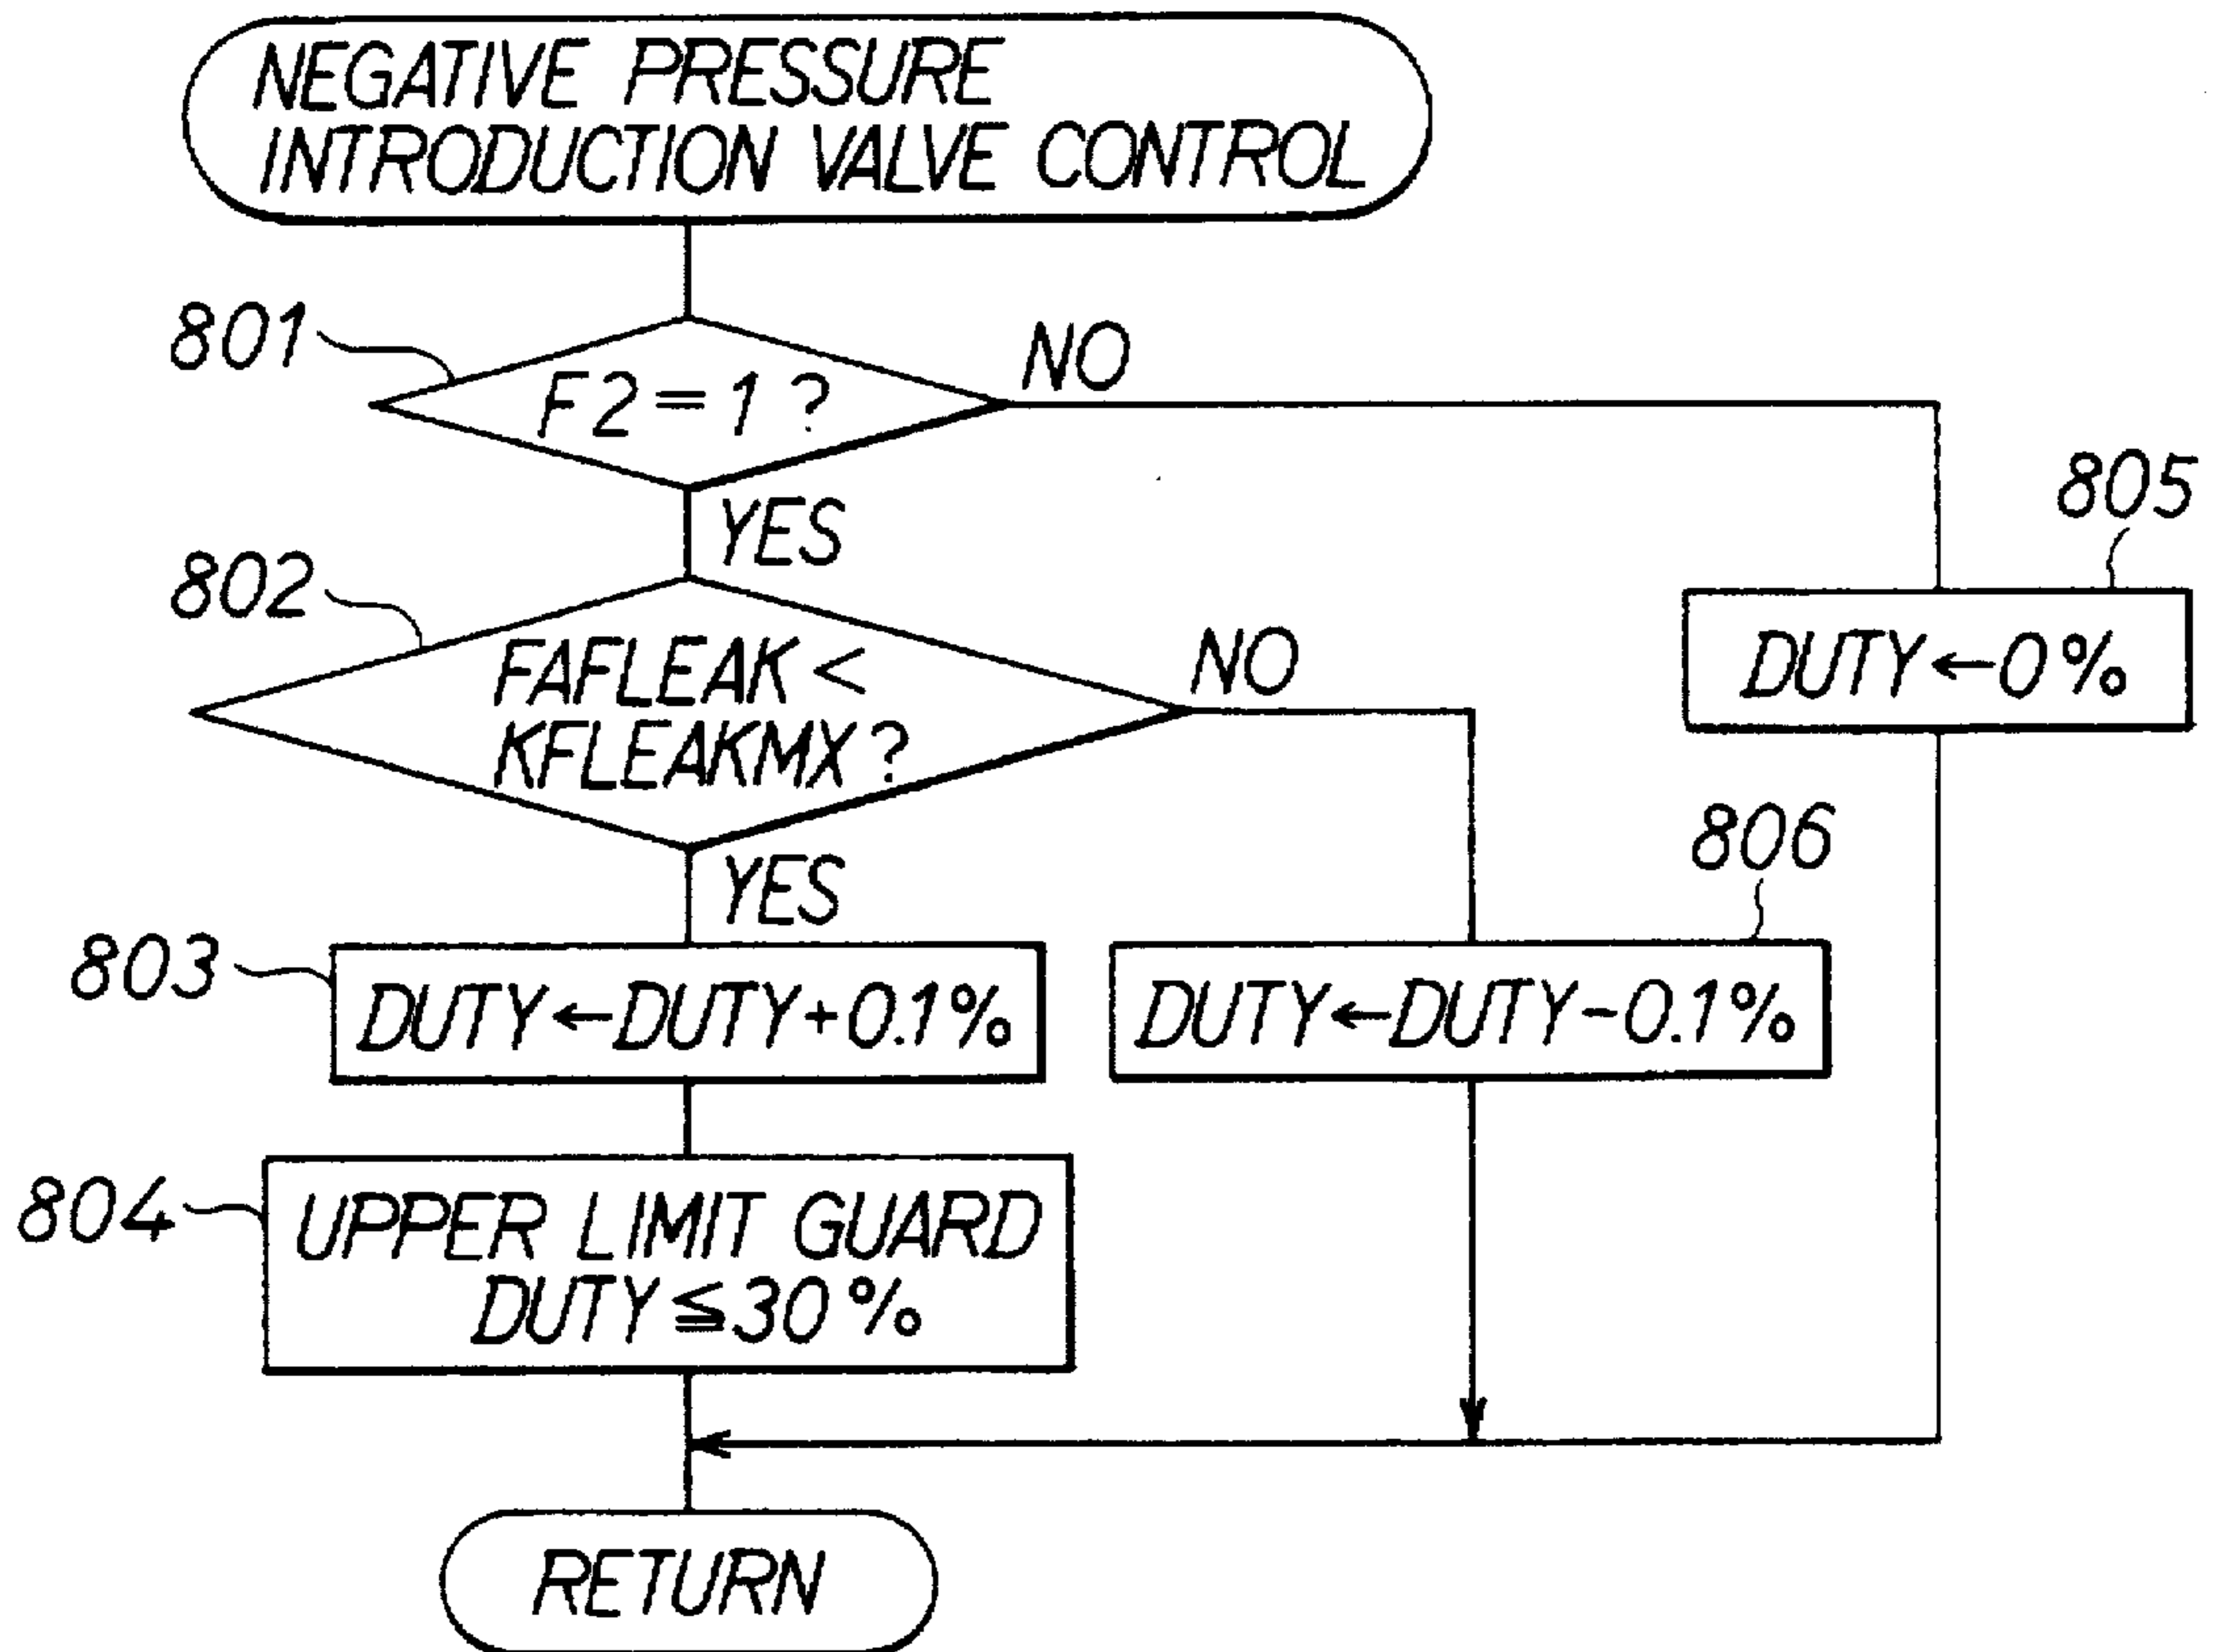 NEGATIVE PRESSURE
INTRODUCTION VALVE CONTROL
801
F2=1?
NO
YES
805
DUTY←0%
802
FAFLEAK<
KFLEAKMX?
NO
YES
806
803
DUTY←DUTY+0.1%
DUTY←DUTY-0.1%
804
UPPER LIMIT GUARD
DUTY≦30%
RETURN